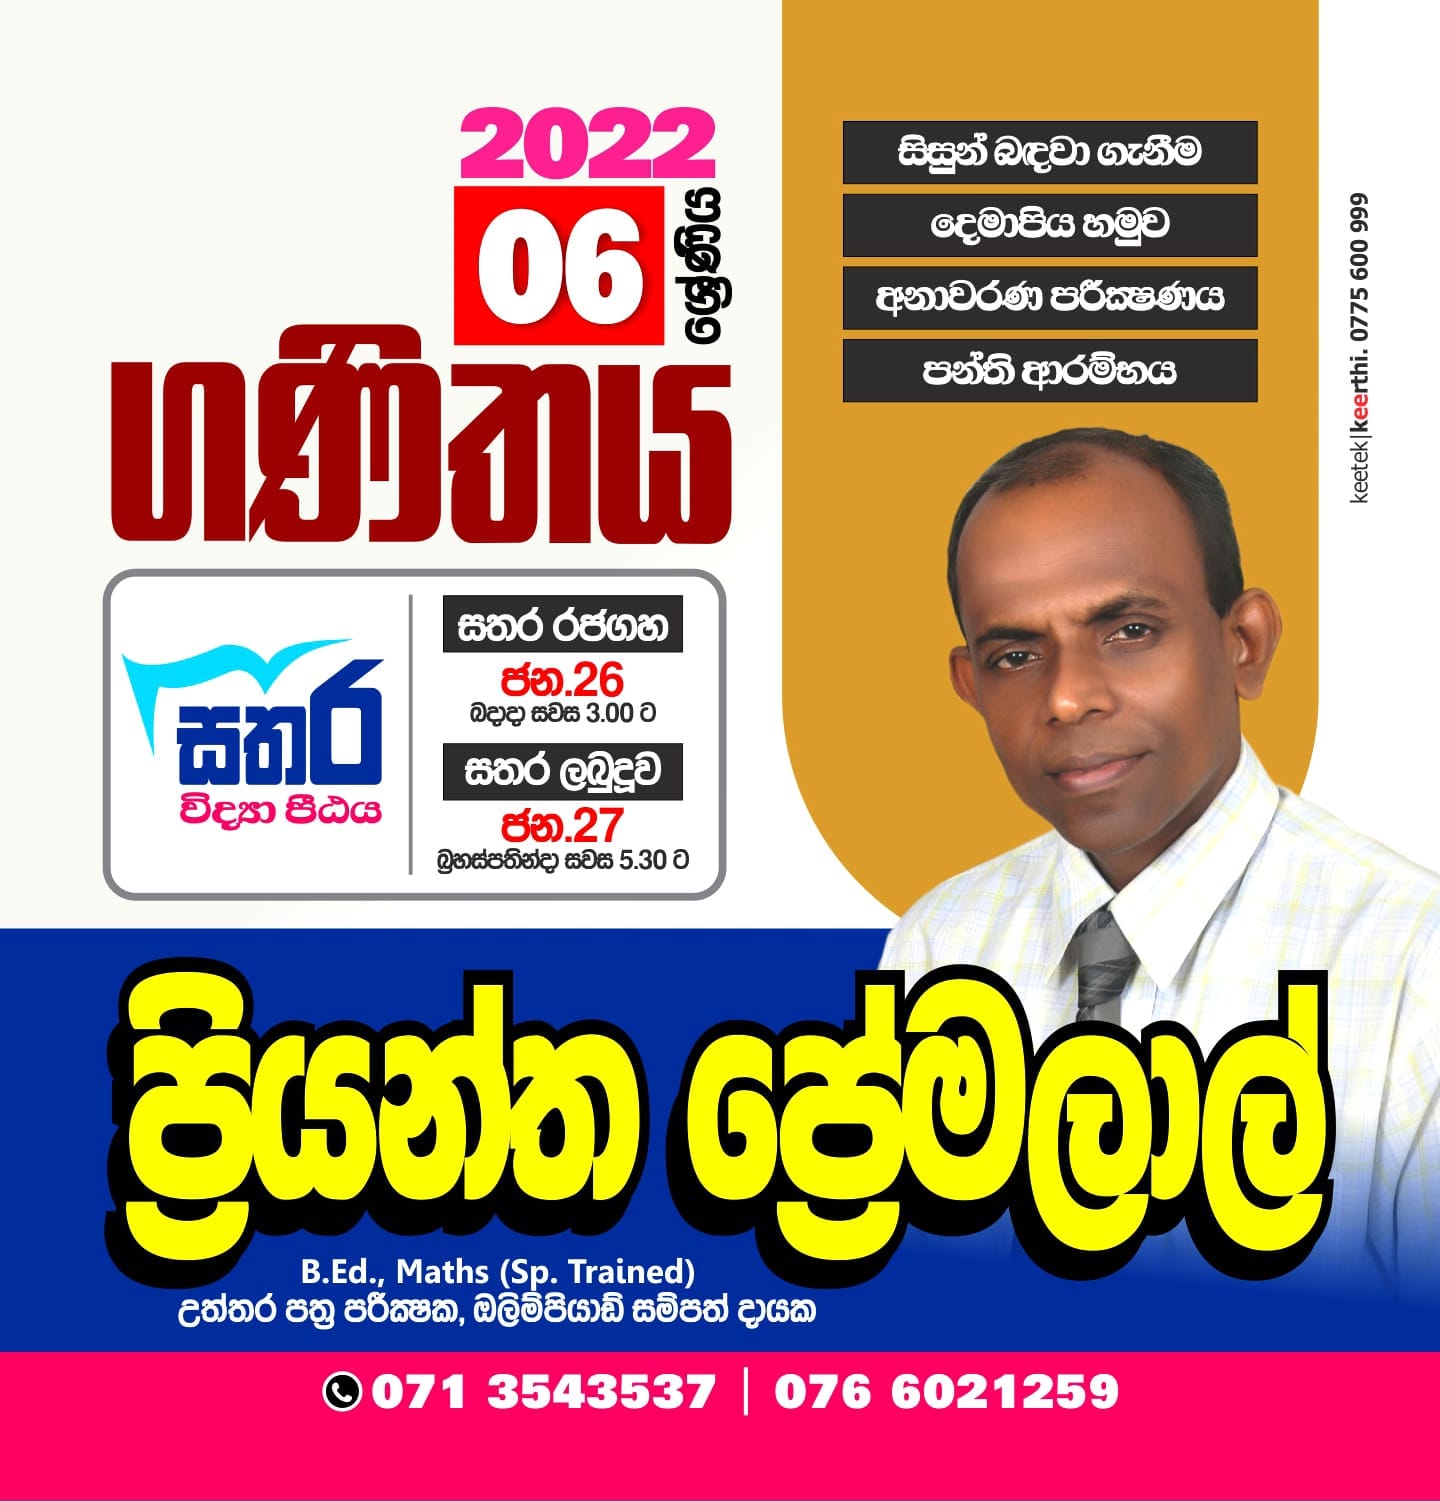 2022
06
ශ්‍රේණිය
ගණිතය
සතර
විද්‍යා පීඨය
සතර රජගහ
ජන.26
බදාදා සවස 3.00 ට
සතර ලබුදූව
ජන.27
බ්‍රහස්පතින්දා සවස 5.30 ට
සිසුන් බඳවා ගැනීම
දෙමාපිය හමුව
අනාවරණ පරීක්‍ෂණය
පන්ති ආරම්භය
keetek|keerthi. 0775 600 999
ප්‍රියන්ත ප්‍රේමලාල්
B.Ed., Maths (Sp. Trained)
උත්තර පත්‍ර පරීක්‍ෂක, ඔලිම්පියාඩ් සම්පත් දායක
071 3543537 | 076 6021259